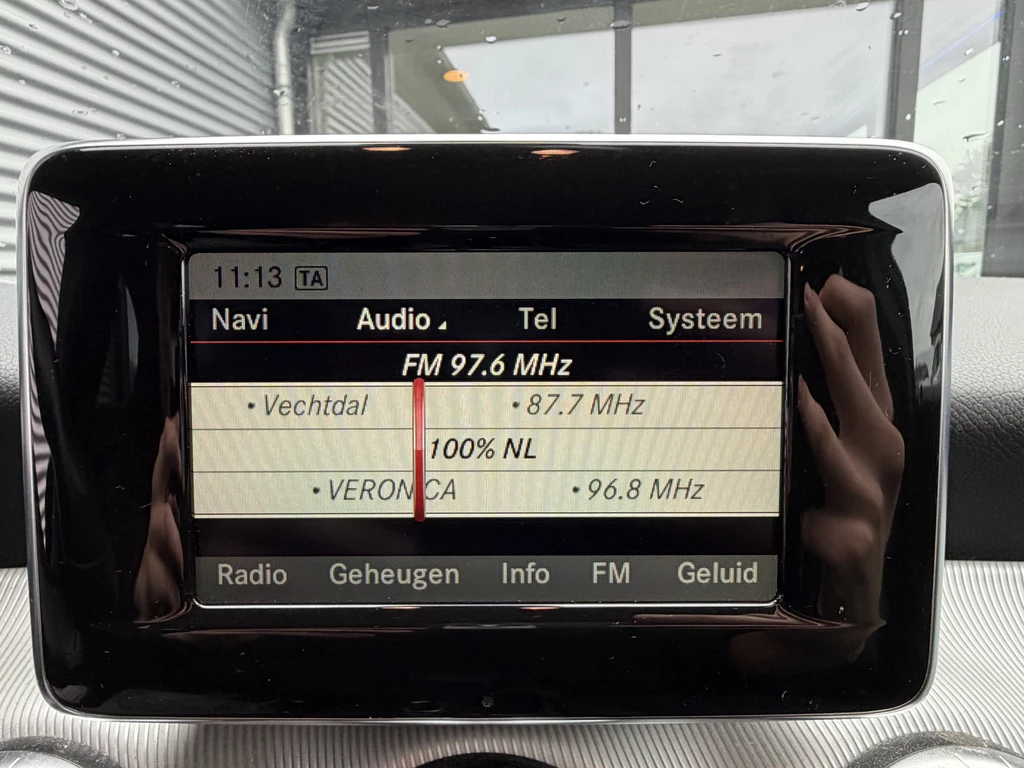 11:13 TA
Navi Audio Tel Systeem
FM 97.6 MHz
• Vechtdal • 87.7 MHz
100% NL
• VERONICA • 96.8 MHz
Radio Geheugen Info FM Geluid